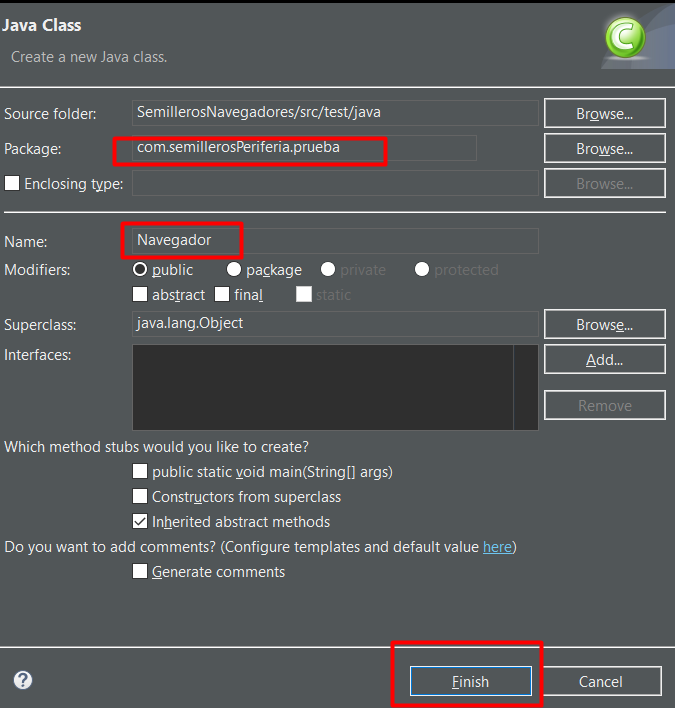 Java Class
Create a new Java class.
C
Source folder: SemillerosNavegadores/src/test/java Browse...
Package: com.semillerosPeriferia.prueba Browse...
Enclosing type: Browse...
Name: Navegador
Modifiers: public package private protected
abstract final static
Superclass: java.lang.Object Browse...
Interfaces: Add...
Remove
Which method stubs would you like to create?
public static void main(String[] args)
Constructors from superclass
Inherited abstract methods
Do you want to add comments? (Configure templates and default value here)
Generate comments
? Finish Cancel